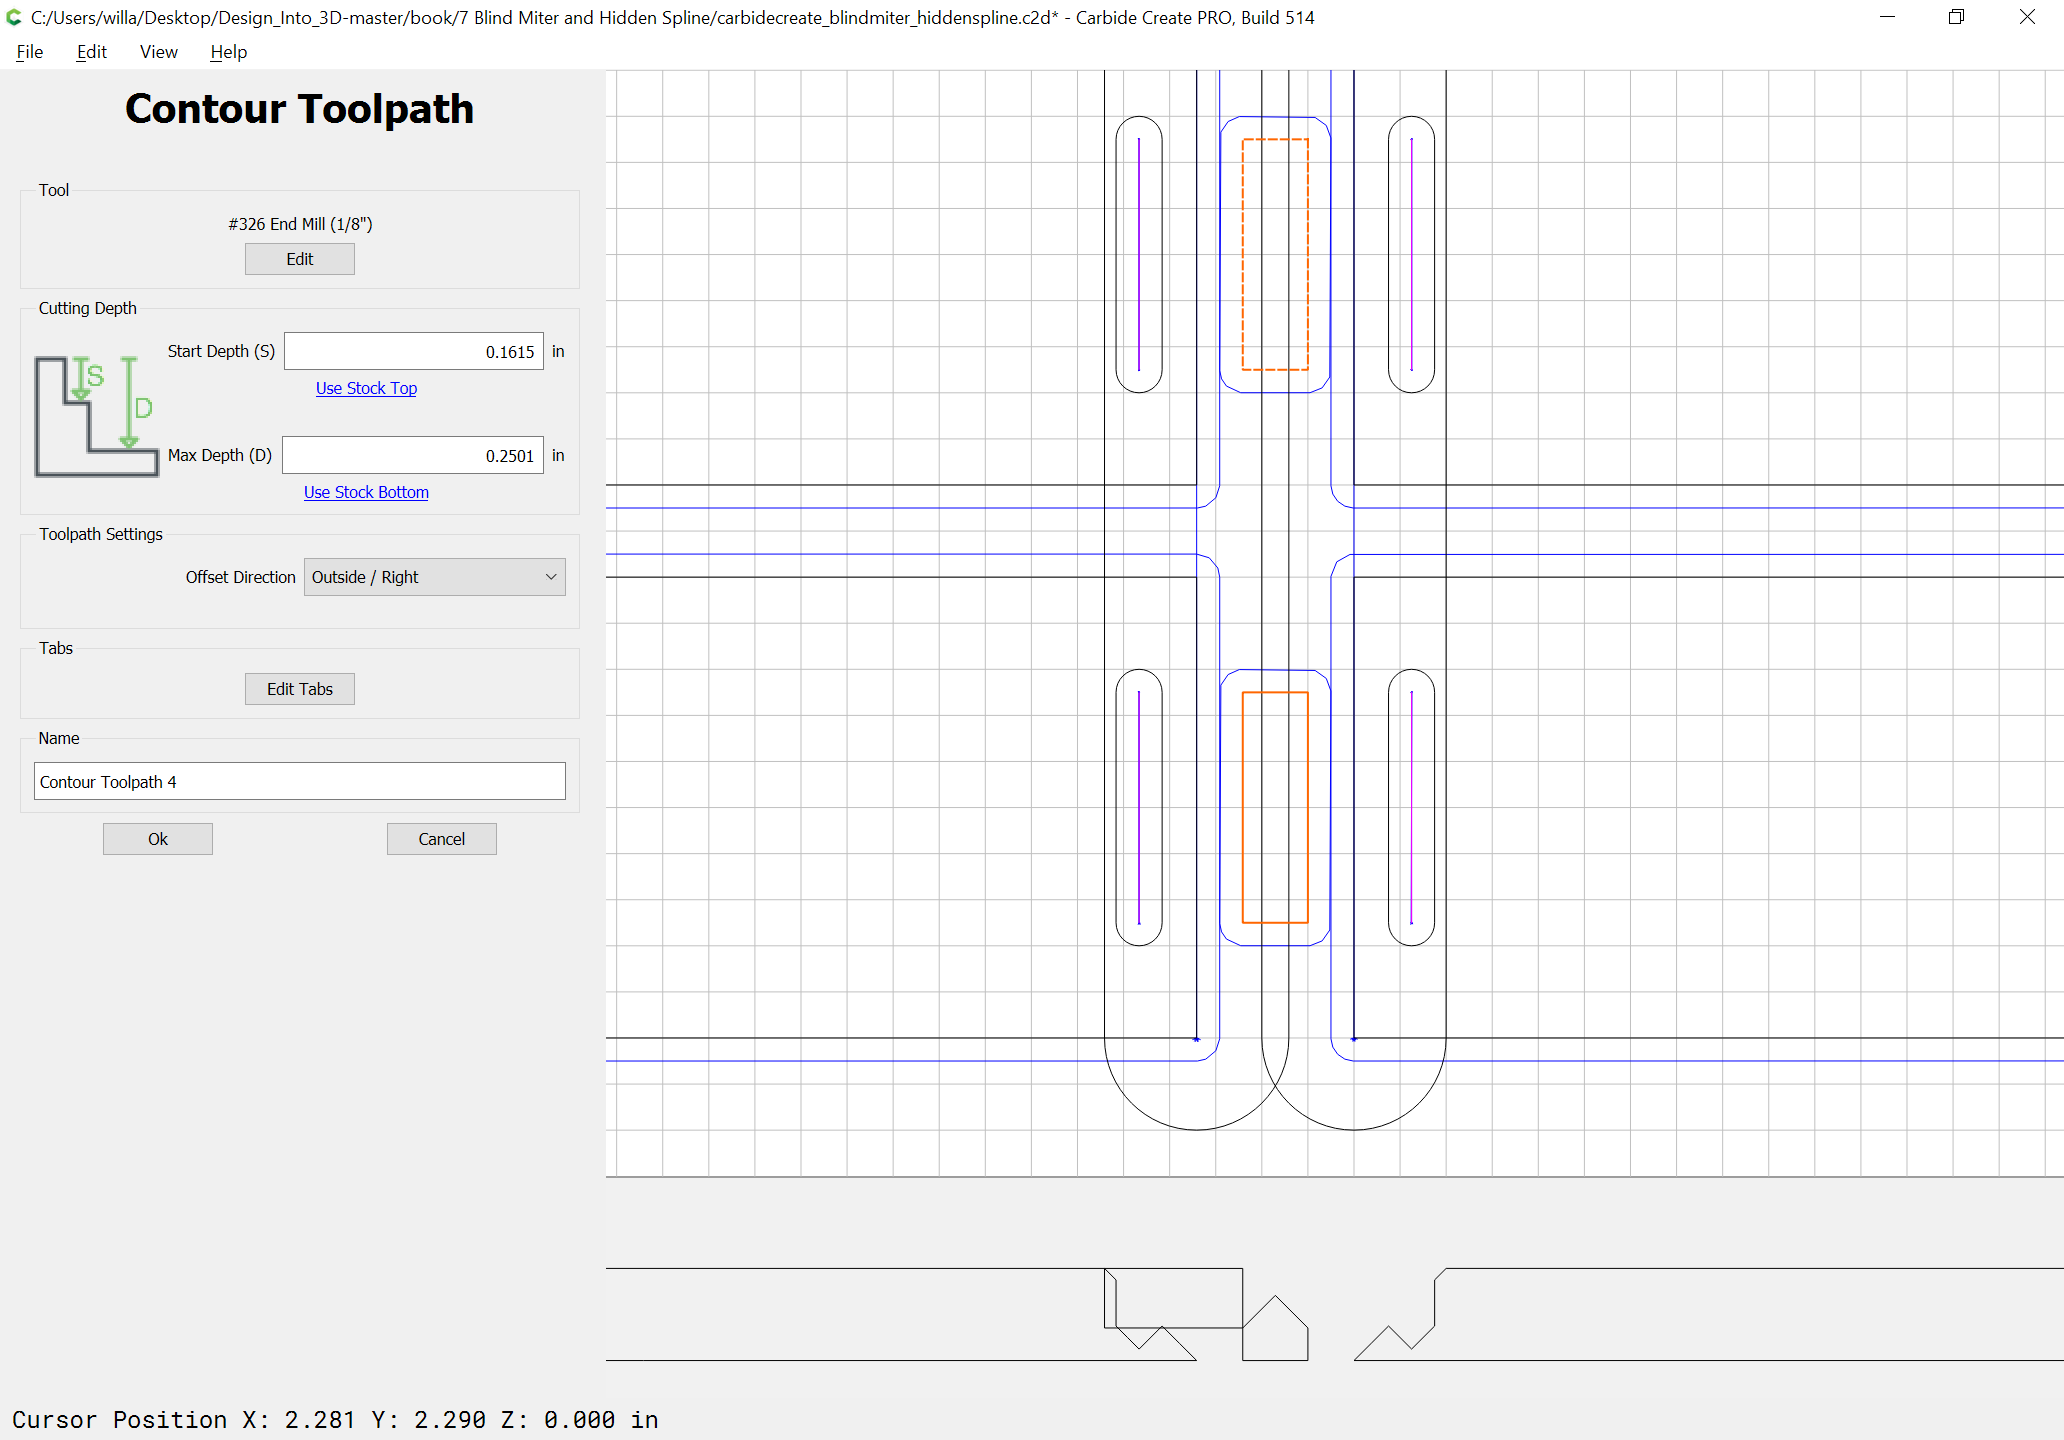 C:/Users/willa/Desktop/Design_Into_3D-master/book/7 Blind Miter and Hidden Spline/carbidecreate_blindmiter_hiddenspline.c2d* - Carbide Create PRO, Build 514
File Edit View Help
Contour Toolpath
Tool
#326 End Mill (1/8")
Edit
Cutting Depth
Start Depth (S) 0.1615 in
S
Use Stock Top
D
Max Depth (D) 0.2501 in
Use Stock Bottom
Toolpath Settings
Offset Direction Outside / Right
Tabs
Edit Tabs
Name
Contour Toolpath 4
Ok Cancel
Cursor Position X: 2.281 Y: 2.290 Z: 0.000 in